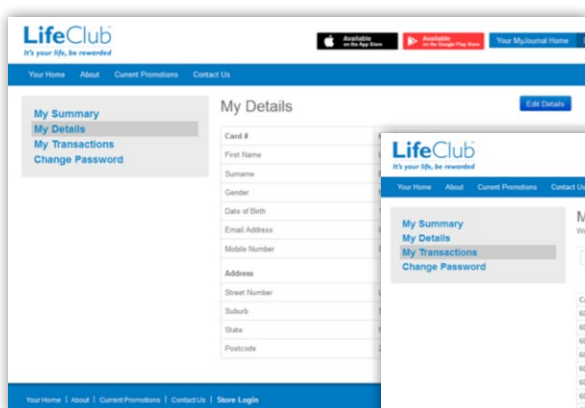 LifeClub
It's your life, be rewarded
Available on the App Store
Available on the Google Play Store
Your MyJournal Home
Your Home About Current Promotions Contact Us
My Summary
My Details
My Transactions
Change Password
My Details
Edit Details
Card #
First Name
Surname
Gender
Date of Birth
Email Address
Mobile Number
Address
Street Number
Suburb
State
Postcode
Your Home | About | Current Promotions | Contact Us | Store Login
LifeClub
It's your life, be rewarded
Your Home About Current Promotions Contact Us
My Summary
My Details
My Transactions
Change Password